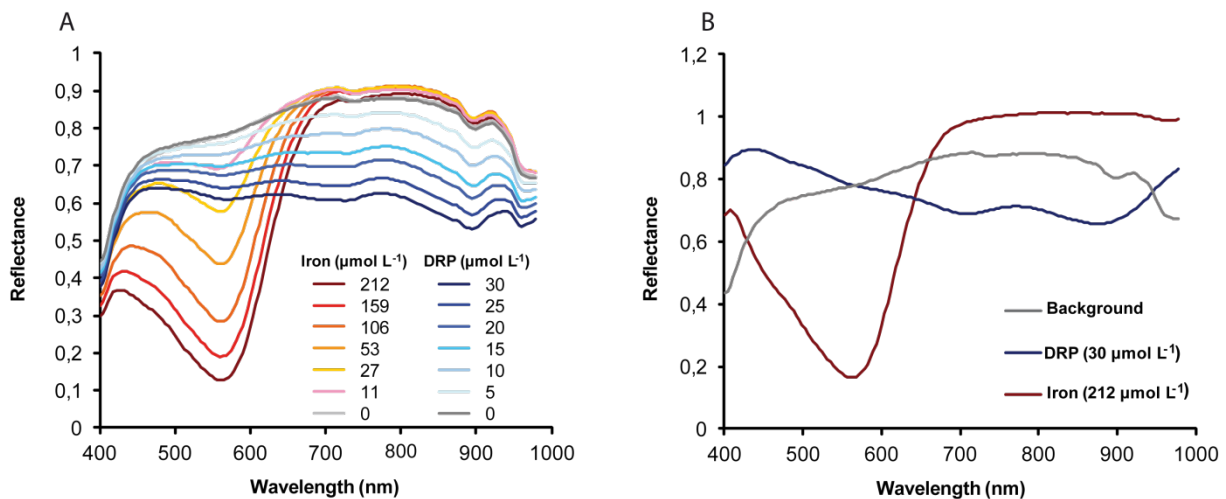 A
Reflectance
1
0,9
0,8
0,7
0,6
0,5
0,4
0,3
0,2
0,1
0
400 500 600 700 800 900 1000
Wavelength (nm)
Iron (µmol L-1) DRP (µmol L-1)
212 30
159 25
106 20
53 15
27 10
11 5
0 0
B
Reflectance
1,2
1
0,8
0,6
0,4
0,2
0
400 500 600 700 800 900 1000
Wavelength (nm)
Background
DRP (30 µmol L-1)
Iron (212 µmol L-1)